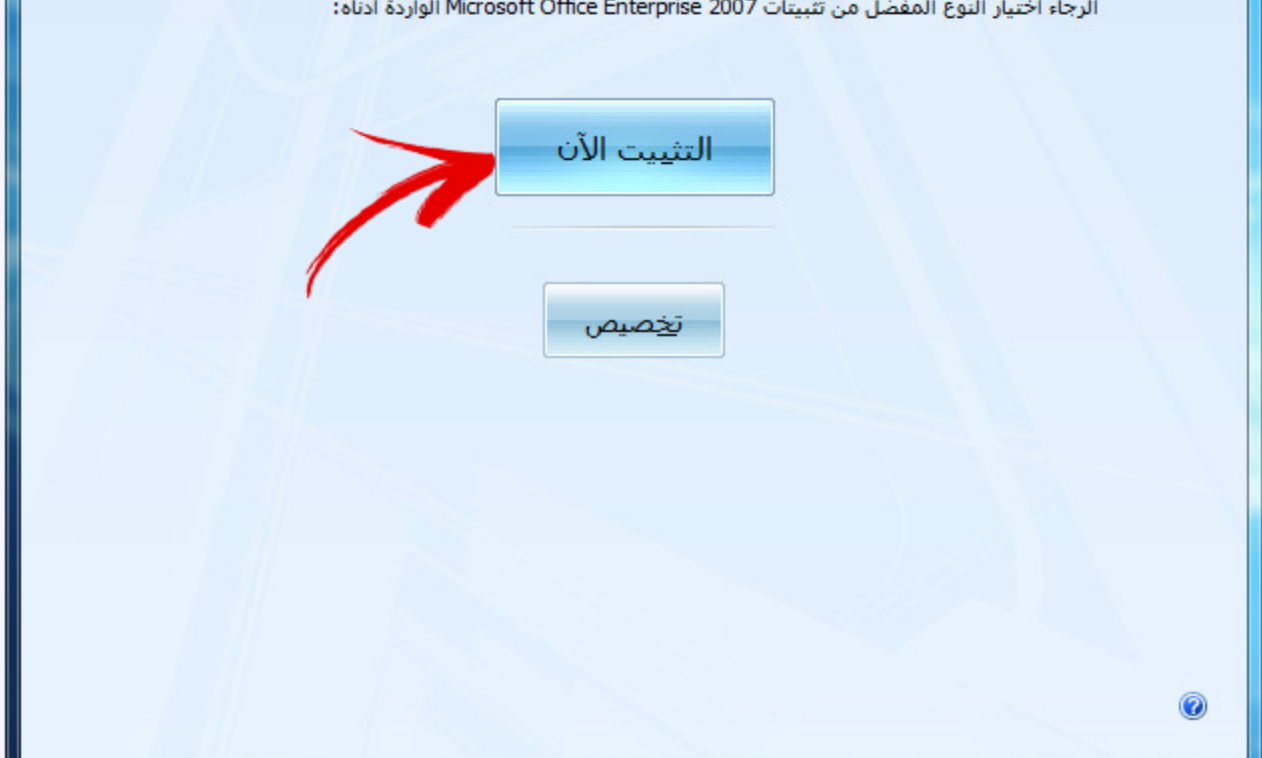 الرجاء اختيار النوع المفضل من تثبيتات Microsoft Office Enterprise 2007 الواردة أدناه:
التثبيت الآن
تخصيص
?